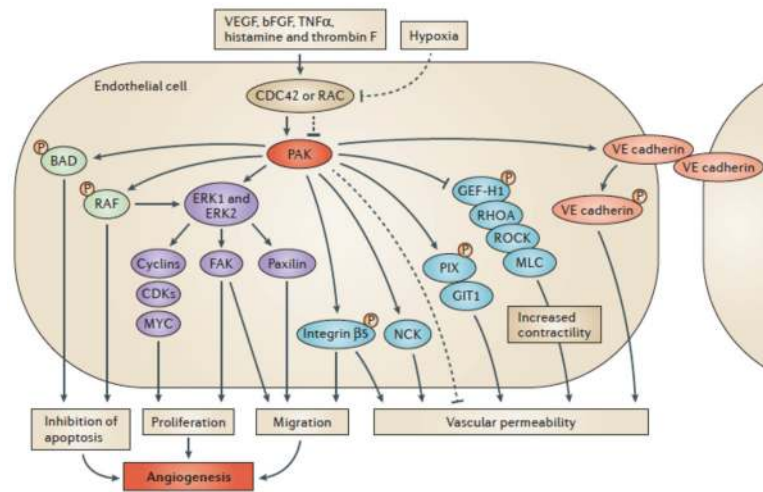 VEGF, bFGF, TNFα,
histamine and thrombin F
Hypoxia
Endothelial cell
CDC42 or RAC
P
BAD
PAK
VE cadherin
VE cadherin
P
RAF
ERK1 and
ERK2
P
GEF-H1
RHOA
ROCK
MLC
P
VE cadherin
Cyclins
FAK
Paxilin
CDKs
MYC
P
PIX
GIT1
Increased
contractility
P
Integrin β5
NCK
Inhibition of
apoptosis
Proliferation
Migration
Vascular permeability
Angiogenesis